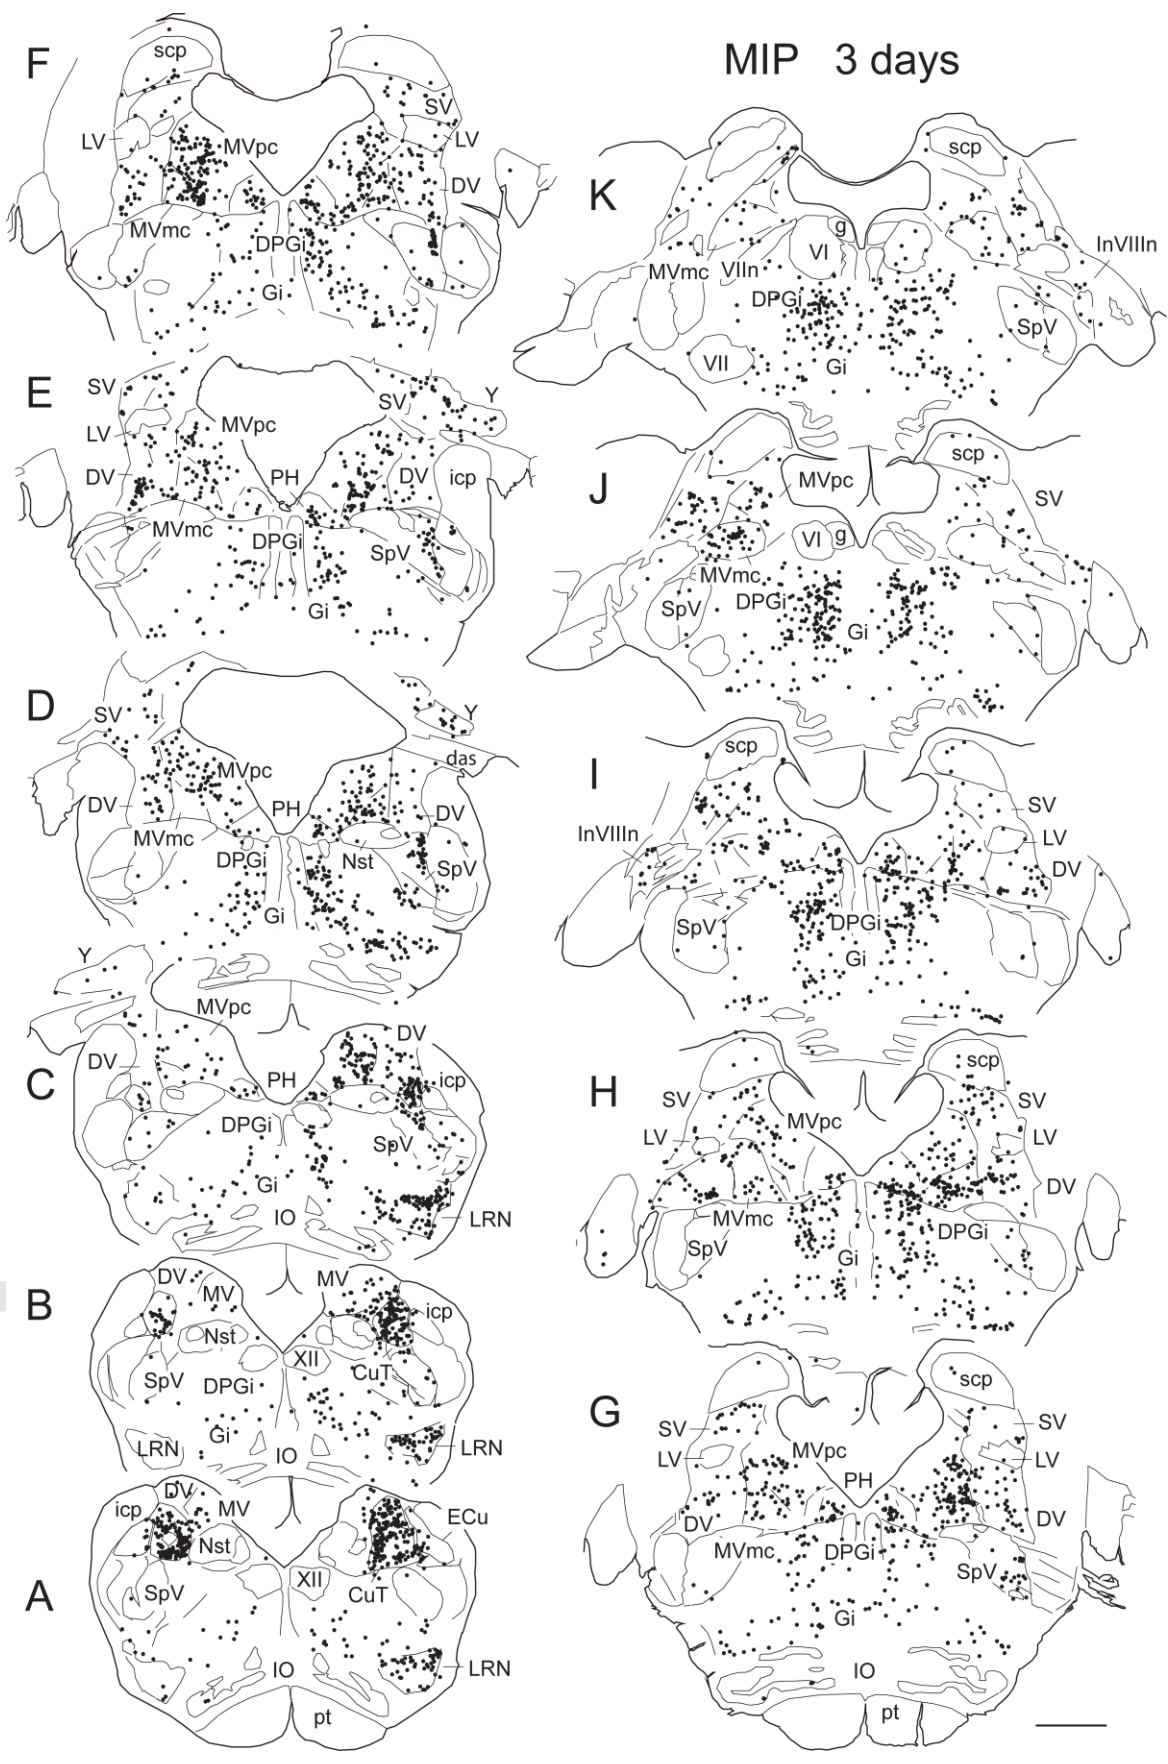 MIP 3 days
F
scp
SV
LV
MVpc
LV
DV
MVmc
DPGi
Gi
E
SV
SV
Y
MVpc
LV
DV
PH
DV
icp
MVmc
DPGi
SpV
Gi
D
SV
Y
MVpc
das
DV
PH
DV
MVmc
DPGi
Nst
SpV
Gi
Y
MVpc
DV
DV
C
PH
icp
DPGi
SpV
Gi
IO
LRN
B
DV
MV
MV
icp
Nst
XII
SpV
DPGi
CuT
Gi
LRN
IO
LRN
A
DV
icp
MV
ECu
Nst
XII
SpV
CuT
IO
LRN
pt
K
scp
g
VI
InVIIIn
MVmc
VIIn
DPGi
SpV
VII
Gi
J
scp
MVpc
SV
VI
g
MVmc
DPGi
SpV
Gi
I
scp
SV
InVIIIn
LV
DV
SpV
DPGi
Gi
H
scp
SV
SV
MVpc
LV
LV
DV
MVmc
DPGi
SpV
Gi
G
scp
SV
SV
MVpc
LV
LV
PH
DV
DV
MVmc
DPGi
SpV
Gi
IO
pt